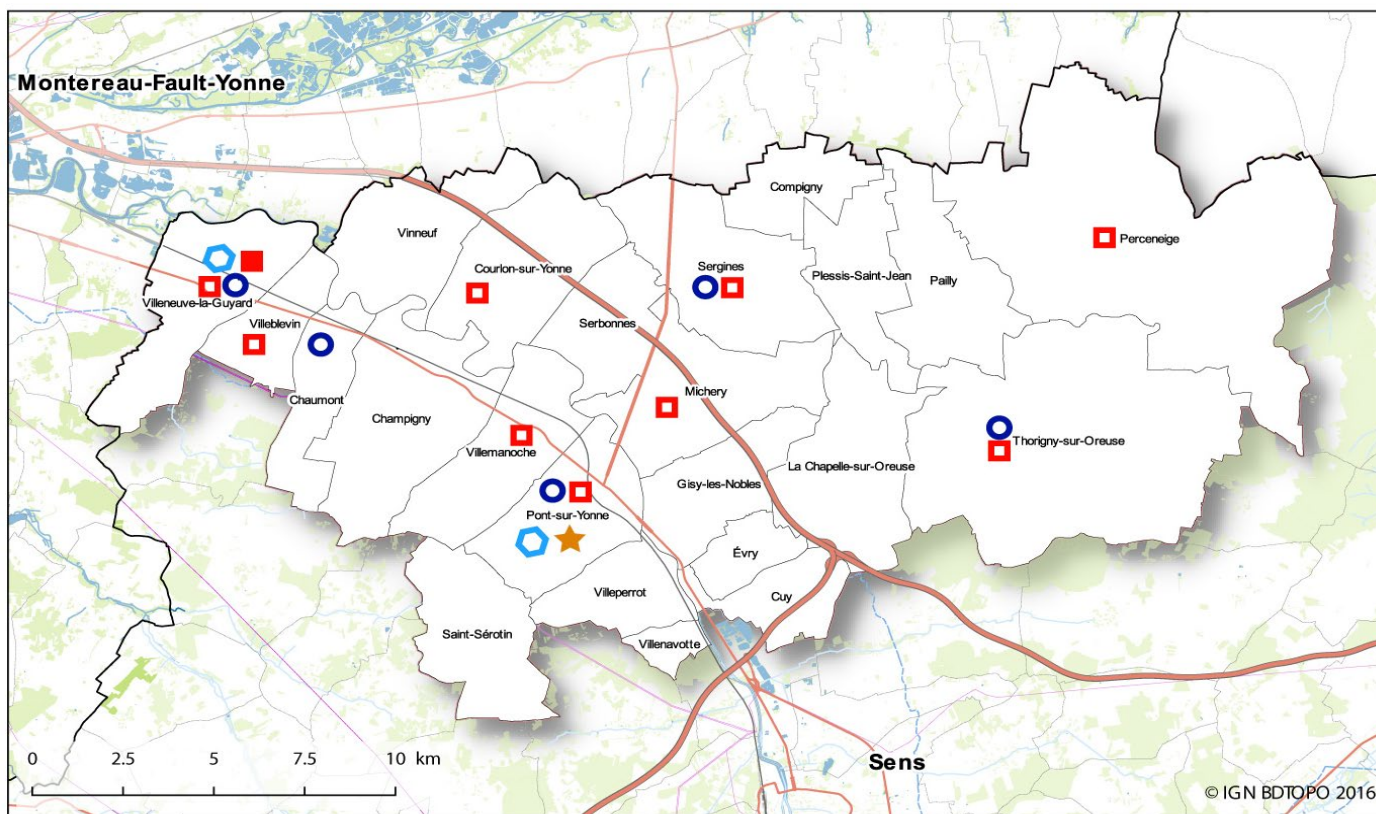 Montereau-Fault-Yonne
Compigny
Vinneuf
Perceneige
Courlon-sur-Yonne
Sergines
Plessis-Saint-Jean
Pailly
Villeneuve-la-Guyard
Villeblevin
Serbonnes
Chaumont
Michery
Champigny
Villemanoche
Thorigny-sur-Oreuse
La Chapelle-sur-Oreuse
Gisy-les-Nobles
Pont-sur-Yonne
Évry
Villeperrot
Cuy
Saint-Sérotin
Villenavotte
0 2.5 5 7.5 10 km
Sens
© IGN BDTOPO 2016